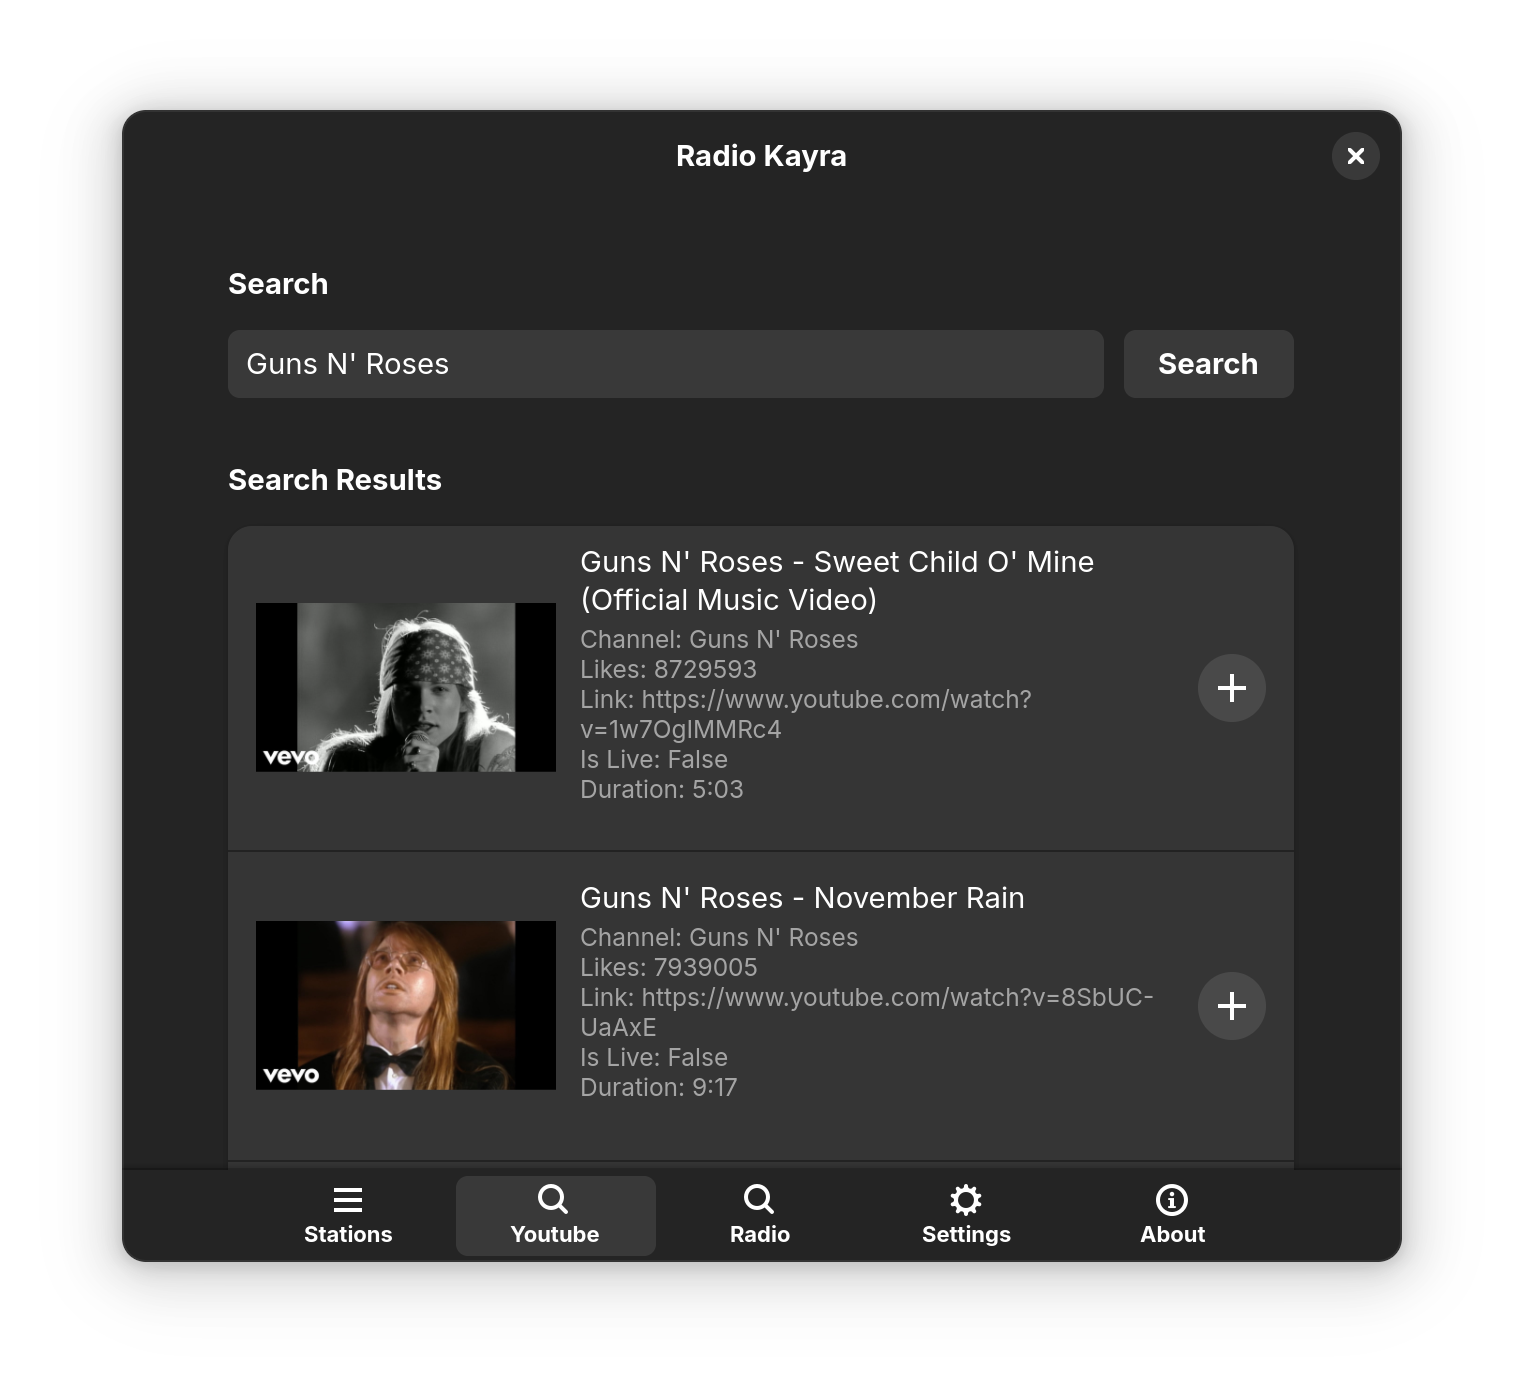 Radio Kayra
Search
Guns N' Roses
Search
Search Results
Guns N' Roses - Sweet Child O' Mine
(Official Music Video)
Channel: Guns N' Roses
Likes: 8729593
Link: https://www.youtube.com/watch?
v=1w7OgIMMRc4
Is Live: False
Duration: 5:03
vevo
Guns N' Roses - November Rain
Channel: Guns N' Roses
Likes: 7939005
Link: https://www.youtube.com/watch?v=8SbUC-
UaAxE
Is Live: False
Duration: 9:17
vevo
Stations
Youtube
Radio
Settings
About